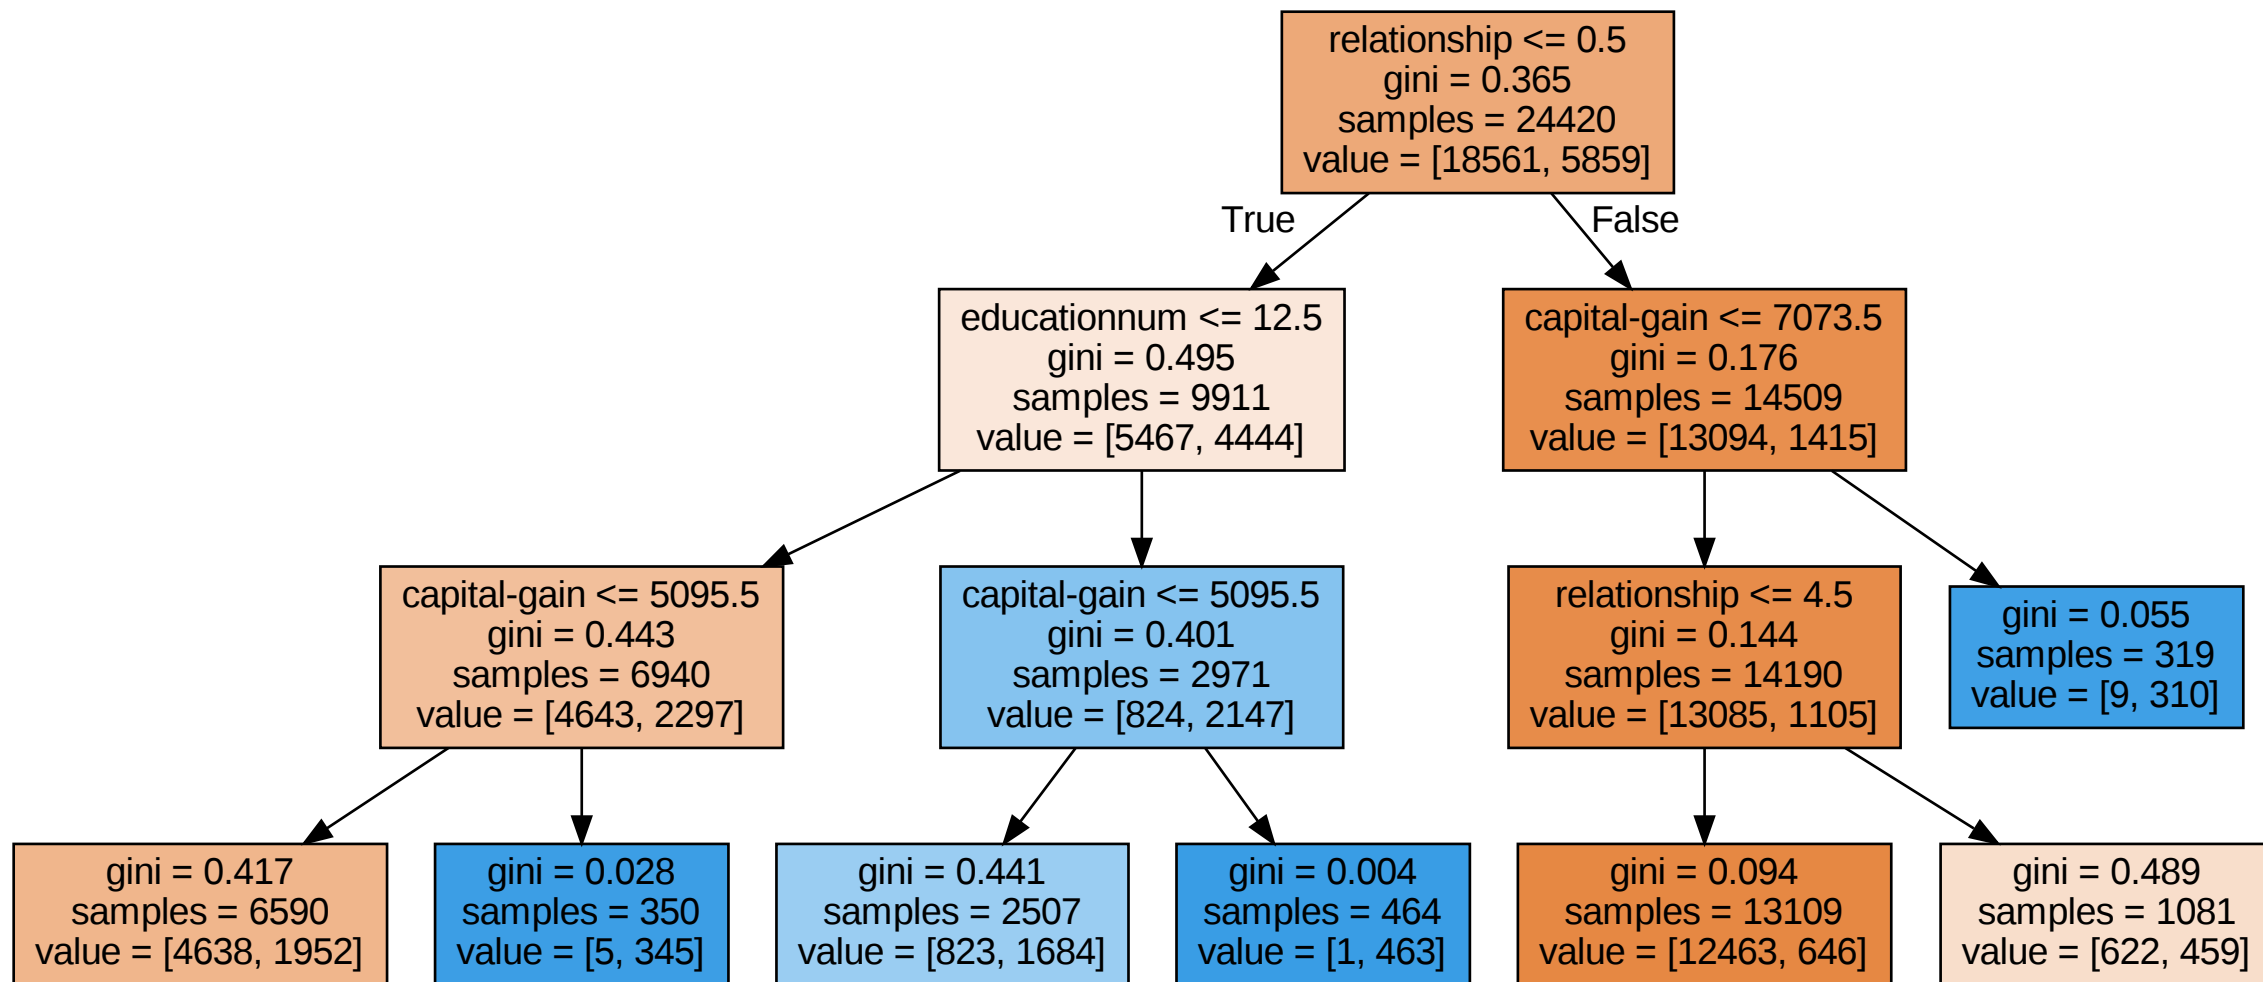 relationship <= 0.5
gini = 0.365
samples = 24420
value = [18561, 5859]
True
False
educationnum <= 12.5
gini = 0.495
samples = 9911
value = [5467, 4444]
capital-gain <= 7073.5
gini = 0.176
samples = 14509
value = [13094, 1415]
capital-gain <= 5095.5
gini = 0.443
samples = 6940
value = [4643, 2297]
capital-gain <= 5095.5
gini = 0.401
samples = 2971
value = [824, 2147]
relationship <= 4.5
gini = 0.144
samples = 14190
value = [13085, 1105]
gini = 0.055
samples = 319
value = [9, 310]
gini = 0.417
samples = 6590
value = [4638, 1952]
gini = 0.028
samples = 350
value = [5, 345]
gini = 0.441
samples = 2507
value = [823, 1684]
gini = 0.004
samples = 464
value = [1, 463]
gini = 0.094
samples = 13109
value = [12463, 646]
gini = 0.489
samples = 1081
value = [622, 459]